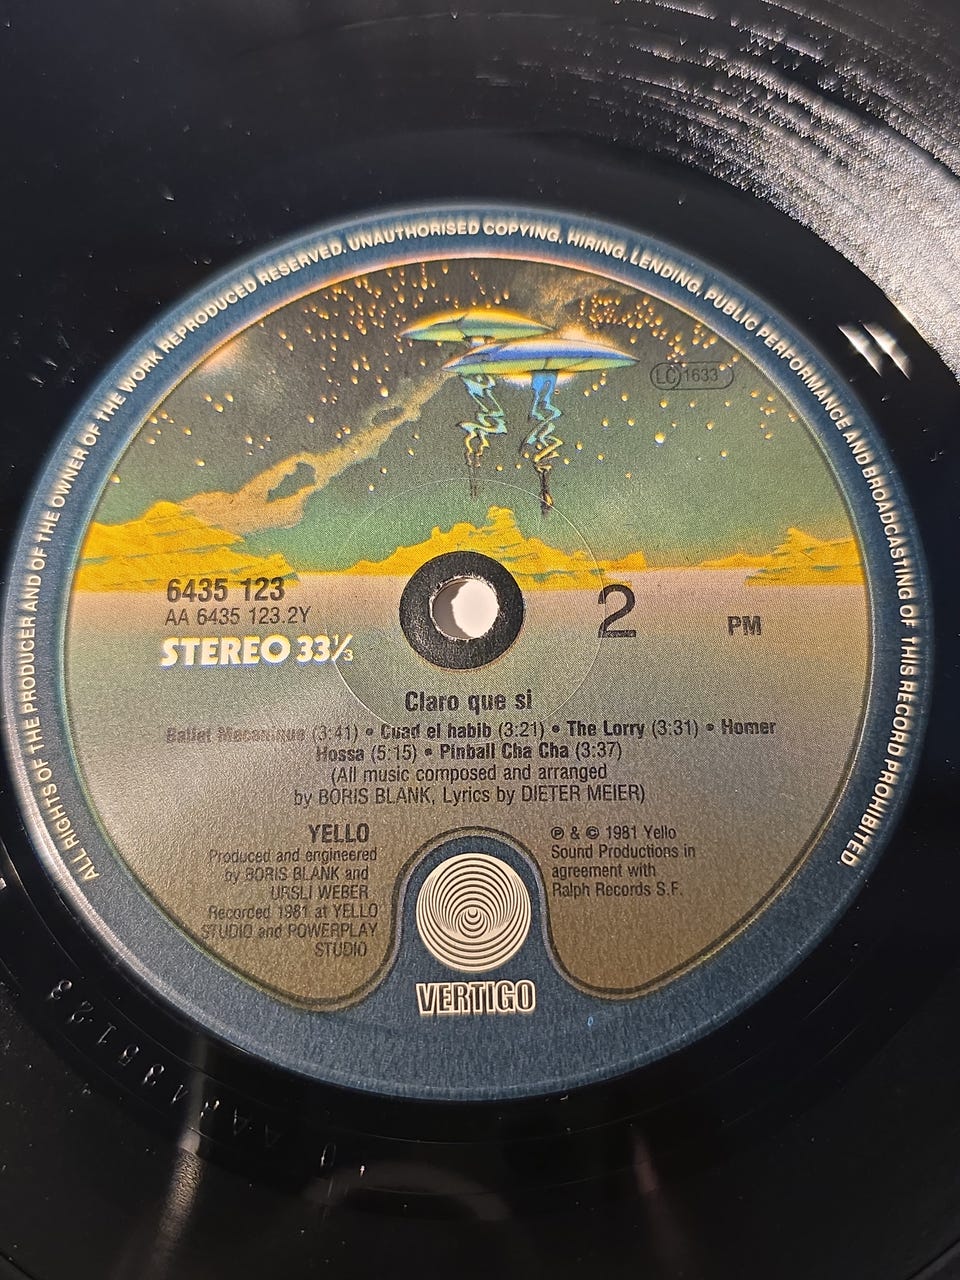 ALL RIGHTS OF THE PRODUCER AND OF THE OWNER OF THE WORK REPRODUCED RESERVED. UNAUTHORISED COPYING, HIRING, LENDING, PUBLIC PERFORMANCE AND BROADCASTING OF THIS RECORD PROHIBITED.
LC 1633
6435 123
AA 6435 123.2Y
STEREO 33⅓
2
PM
Claro que si
Ballet Mecanique (3:41) • Cuad el habib (3:21) • The Lorry (3:31) • Homer
Hossa (5:15) • Pinball Cha Cha (3:37)
(All music composed and arranged
by BORIS BLANK, Lyrics by DIETER MEIER)
YELLO
Produced and engineered
by BORIS BLANK and
URSLI WEBER
Recorded 1981 at YELLO
STUDIO and POWERPLAY
STUDIO
℗ & © 1981 Yello
Sound Productions in
agreement with
Ralph Records S.F.
VERTIGO